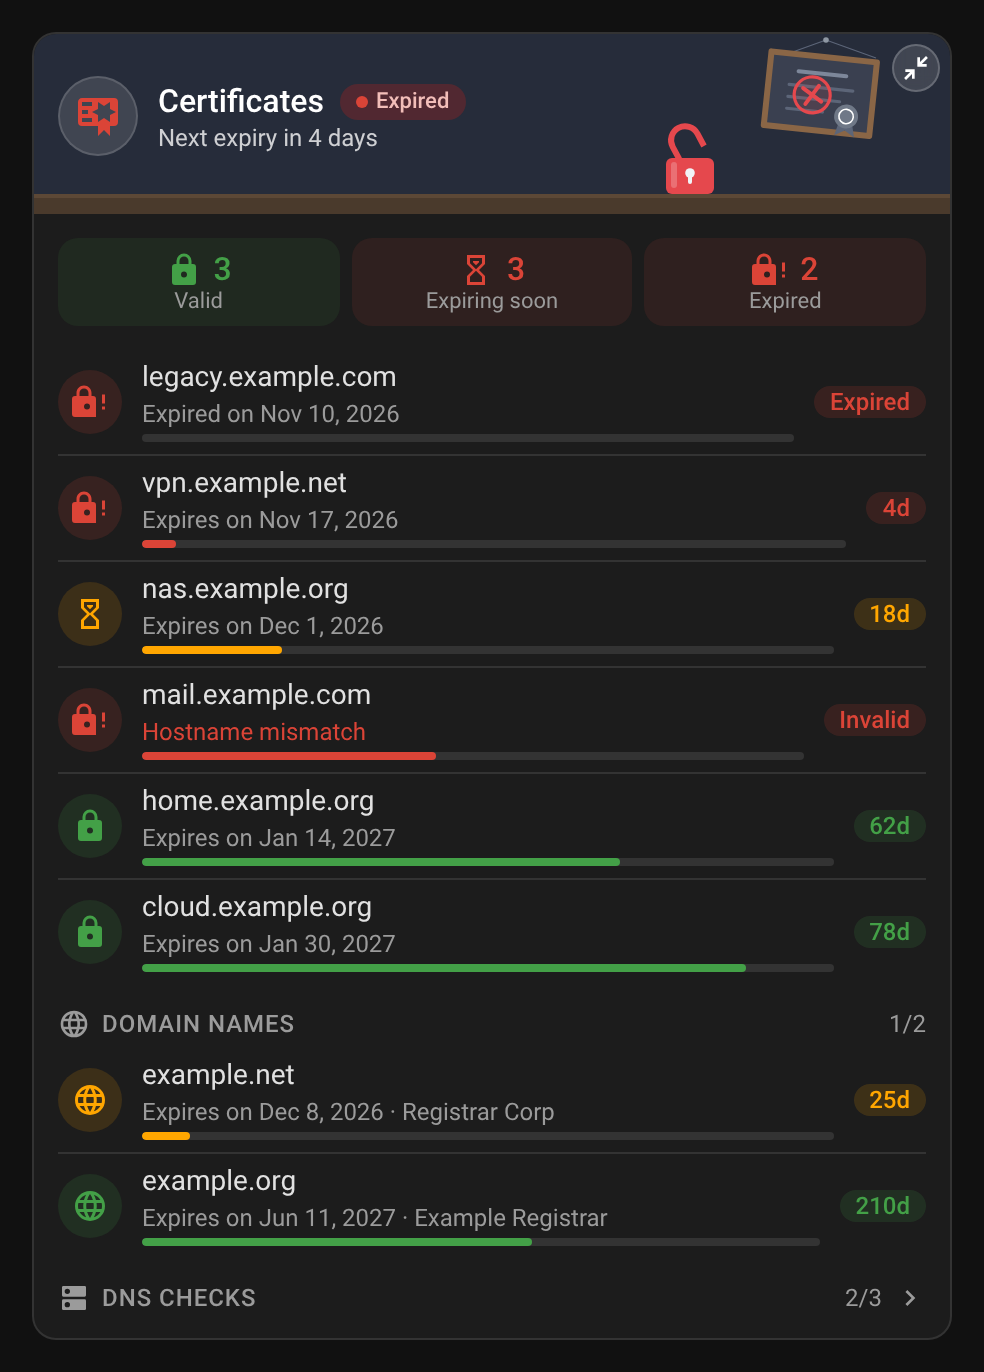 Certificates
Expired
Next expiry in 4 days
3
Valid
3
Expiring soon
2
Expired
legacy.example.com
Expired on Nov 10, 2026
Expired
vpn.example.net
Expires on Nov 17, 2026
4d
nas.example.org
Expires on Dec 1, 2026
18d
mail.example.com
Hostname mismatch
Invalid
home.example.org
Expires on Jan 14, 2027
62d
cloud.example.org
Expires on Jan 30, 2027
78d
DOMAIN NAMES
1/2
example.net
Expires on Dec 8, 2026 · Registrar Corp
25d
example.org
Expires on Jun 11, 2027 · Example Registrar
210d
DNS CHECKS
2/3